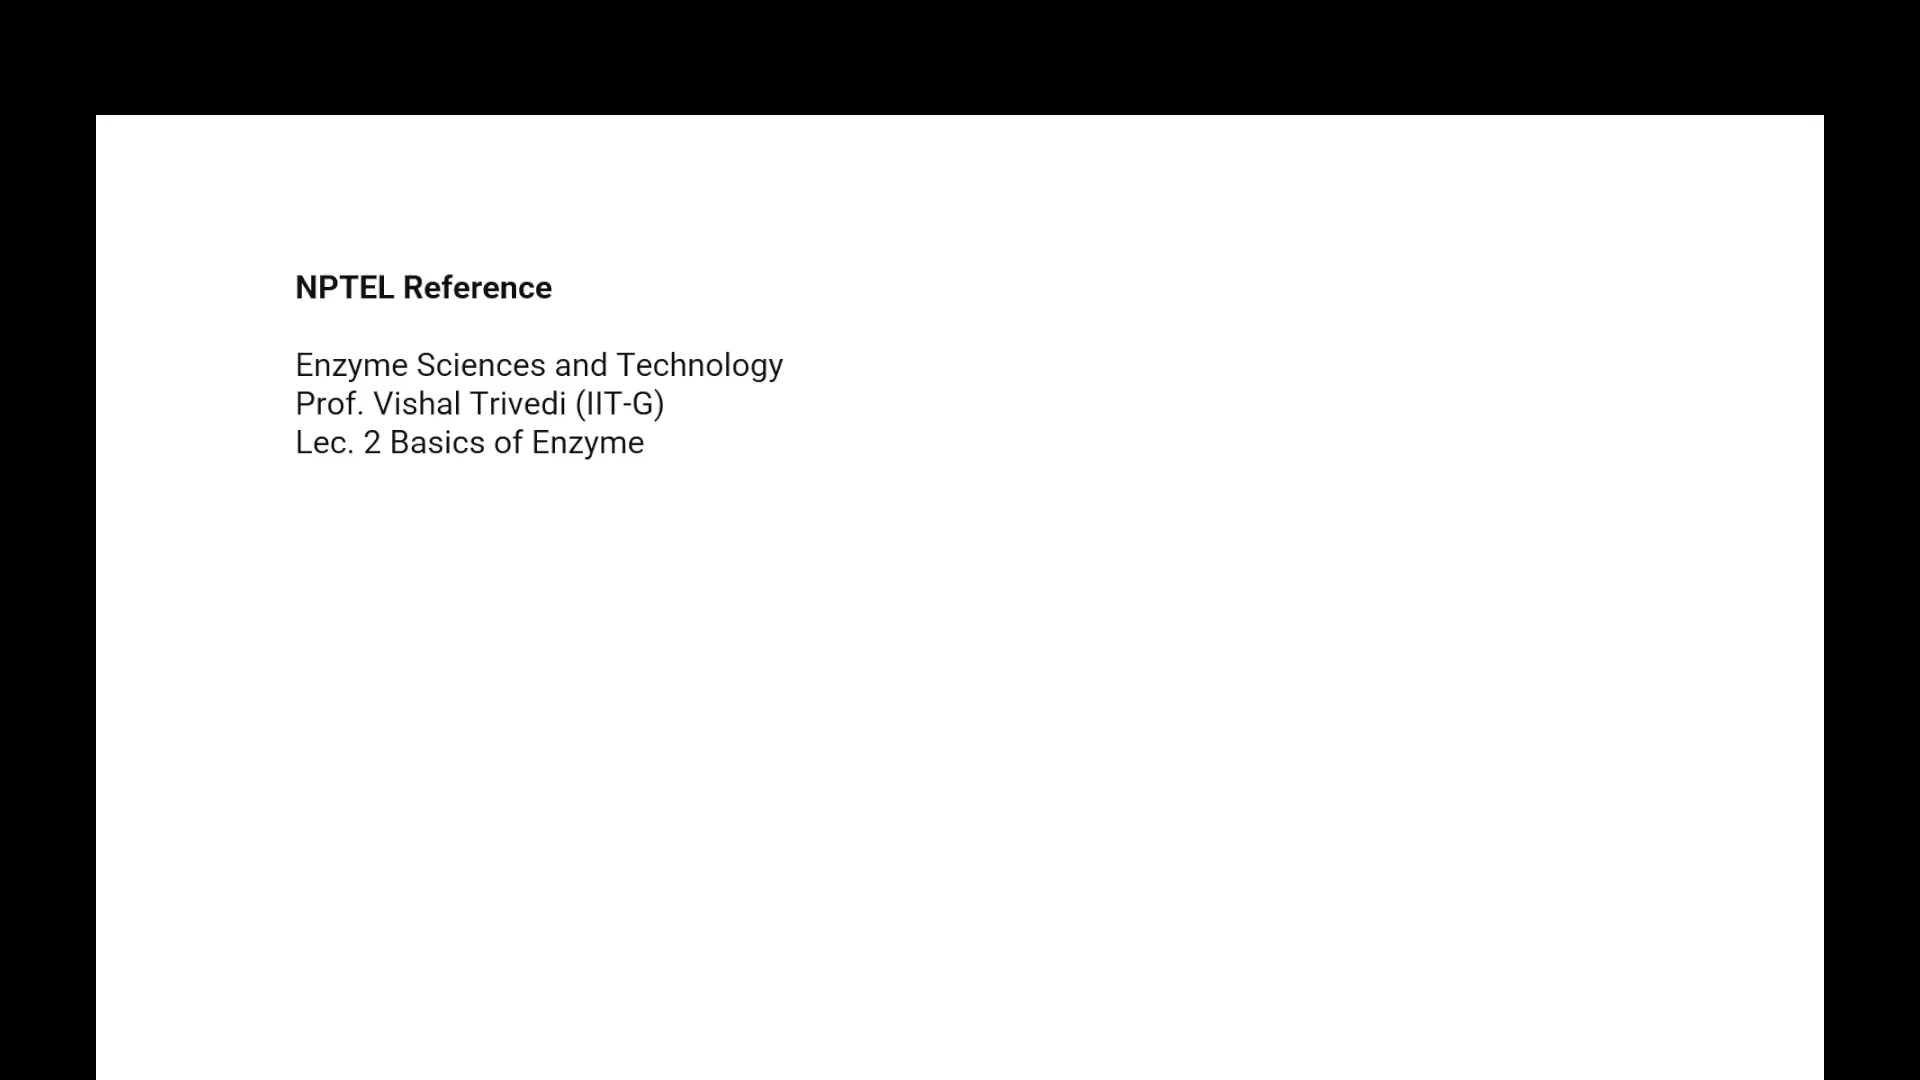 NPTEL Reference
Enzyme Sciences and Technology
Prof. Vishal Trivedi (IIT-G)
Lec. 2 Basics of Enzyme